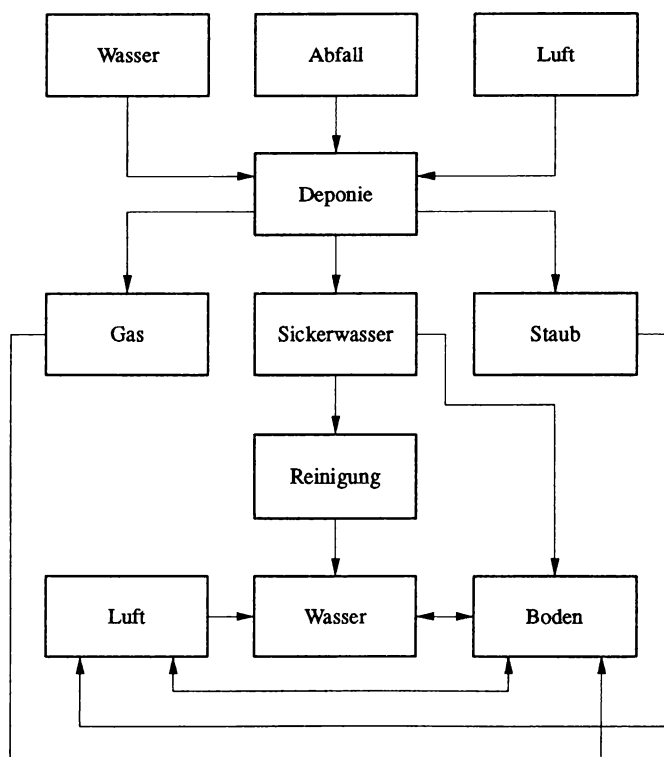 Wasser
Abfall
Luft
Deponie
Gas
Sickerwasser
Staub
Reinigung
Luft
Wasser
Boden